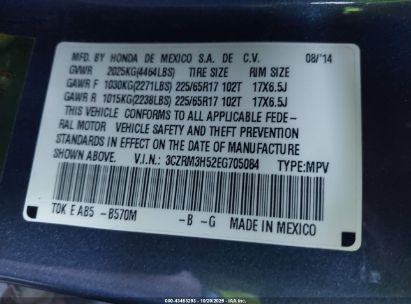 MFD. BY HONDA DE MEXICO S.A. DE C.V. 08/'14
GVWR 2025KG(4464LBS) TIRE SIZE RIM SIZE
GAWR F 1030KG(2271LBS) 225/65R17 102T 17X6.5J
GAWR R 1015KG(2238LBS) 225/65R17 102T 17X6.5J
THIS VEHICLE CONFORMS TO ALL APPLICABLE FEDE-
RAL MOTOR VEHICLE SAFETY AND THEFT PREVENTION
STANDARDS IN EFFECT ON THE DATE OF MANUFACTURE
SHOWN ABOVE. V.I.N.: 3CZRM3H52EG705084 TYPE:MPV
TOK E AB5 -B570M -B -G MADE IN MEXICO